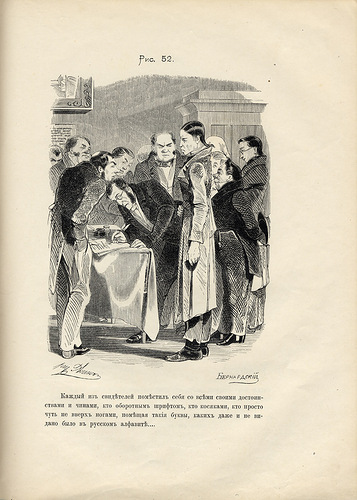 Рис. 52.
Бернардскій
Каждый изъ свидѣтелей помѣстилъ себя со всѣми своими достоин-
ствами и чинами, кто оборотнымъ шрифтомъ, кто косяками, кто просто
чуть не вверхъ ногами, помѣщая такія буквы, какихъ даже и не ви-
дано было въ русскомъ алфавитѣ....